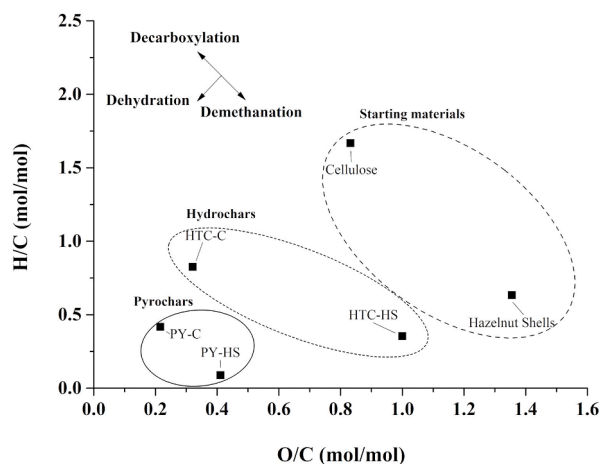 2.5
Decarboxylation
2.0
Dehydration
Demethanation
Starting materials
1.5
Cellulose
H/C (mol/mol)
Hydrochars
HTC-C
1.0
Pyrochars
HTC-HS
Hazelnut Shells
0.5
PY-C
PY-HS
0.0
0.0 0.2 0.4 0.6 0.8 1.0 1.2 1.4 1.6
O/C (mol/mol)